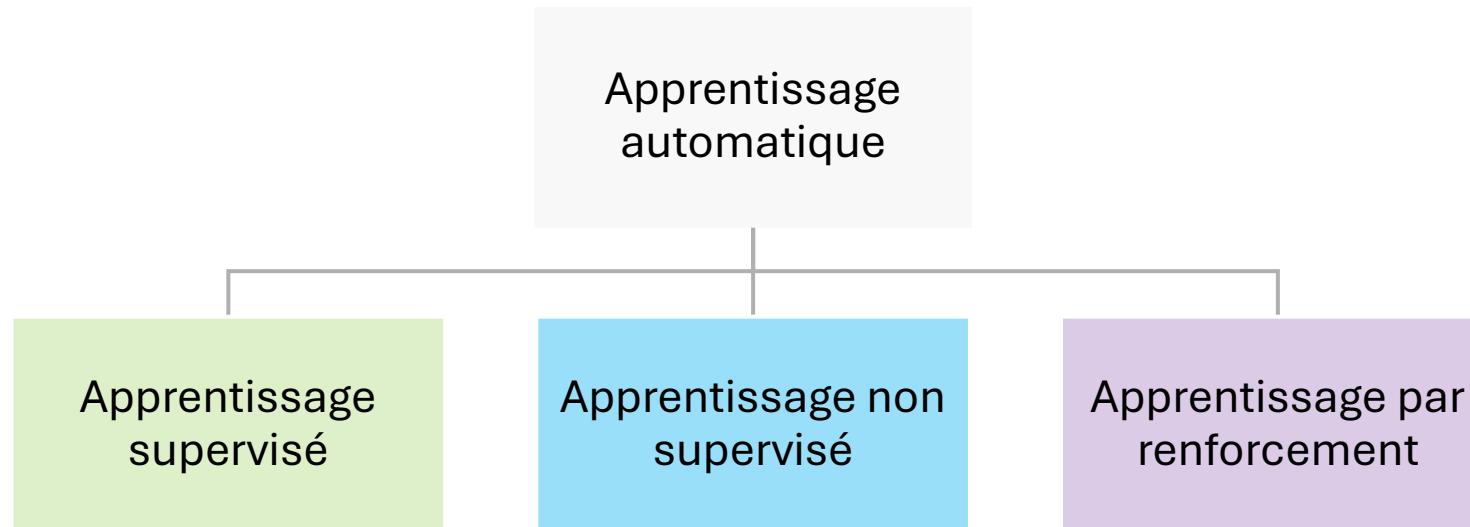 Apprentissage
automatique
Apprentissage
supervisé
Apprentissage non
supervisé
Apprentissage par
renforcement